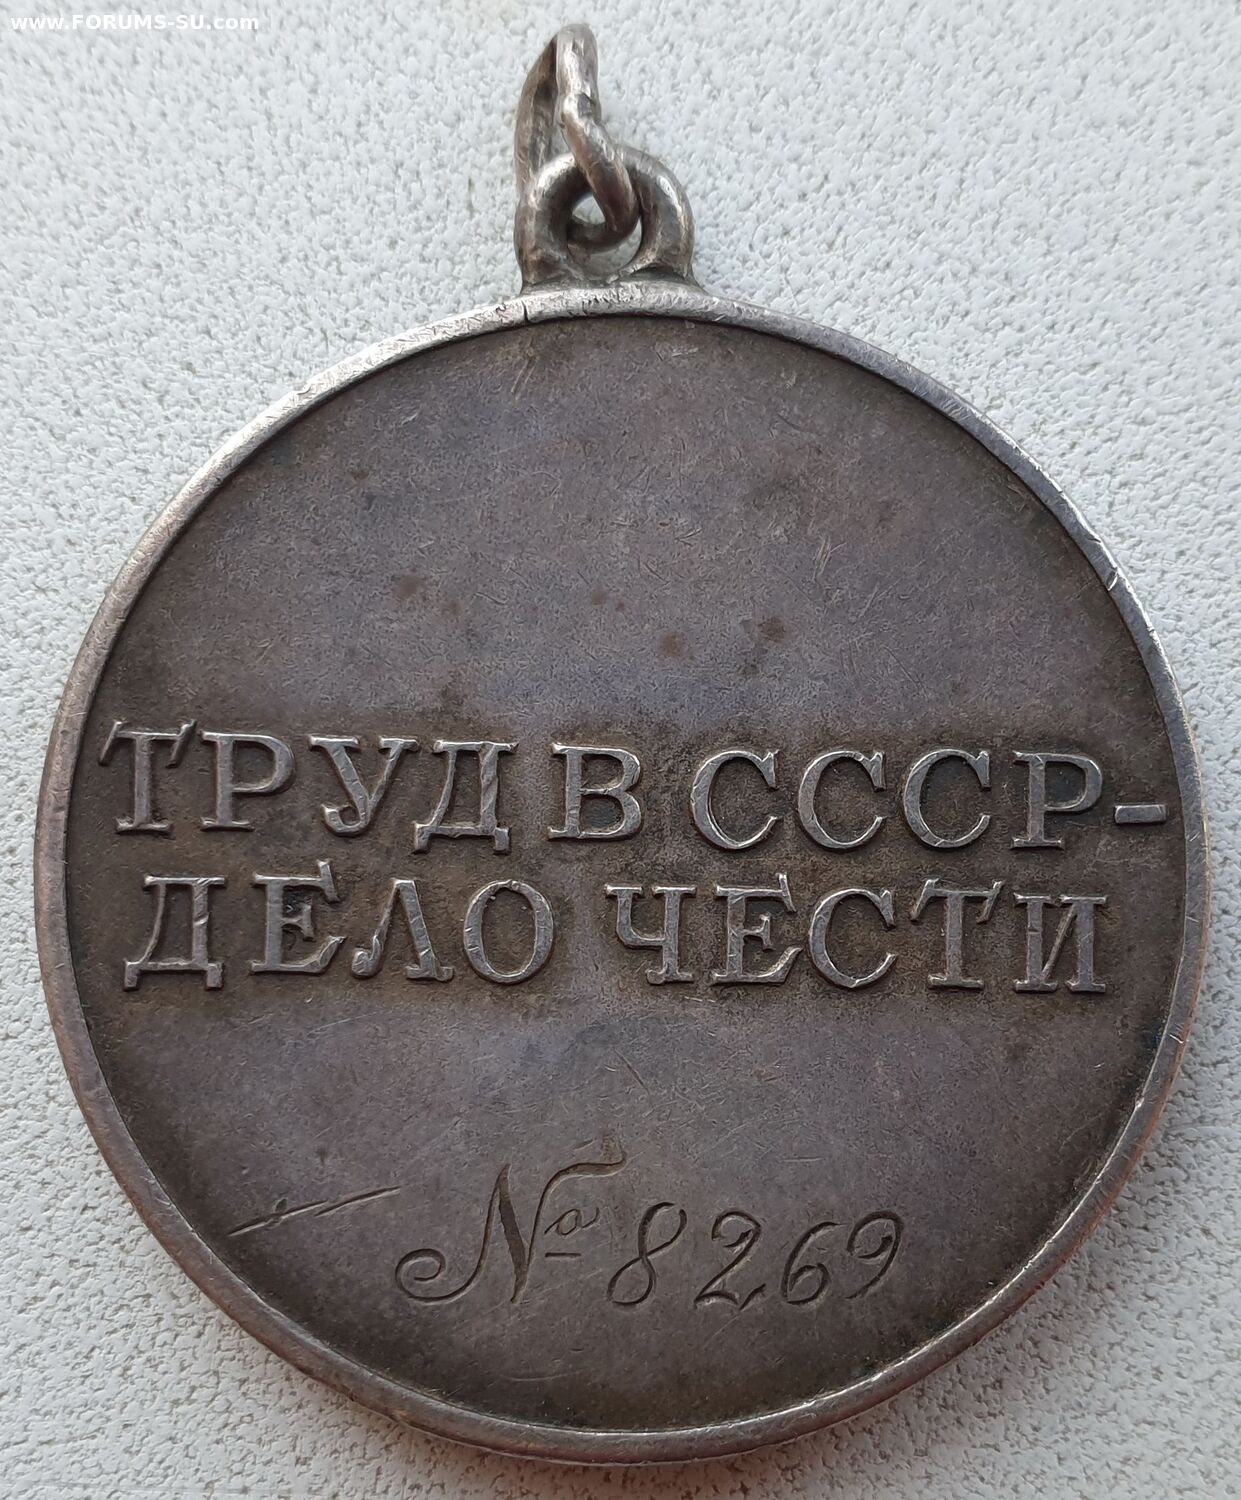 www.FORUMS-SU.com
ТРУД В СССР-
ДЕЛО ЧЕСТИ
№ 8269